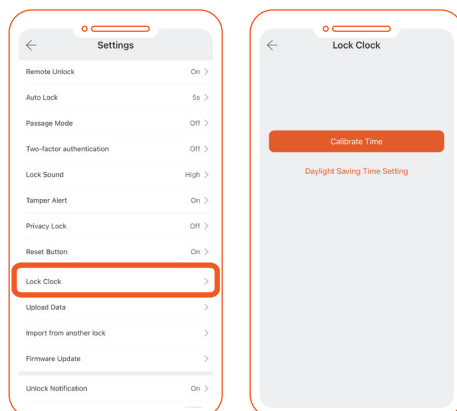 Settings
Remote Unlock On
Auto Lock 5s
Passage Mode Off
Two-factor authentication Off
Lock Sound High
Tamper Alert On
Privacy Lock Off
Reset Button On
Lock Clock
Upload Data
Import from another lock
Firmware Update
Unlock Notification On
Lock Clock
Calibrate Time
Daylight Saving Time Setting